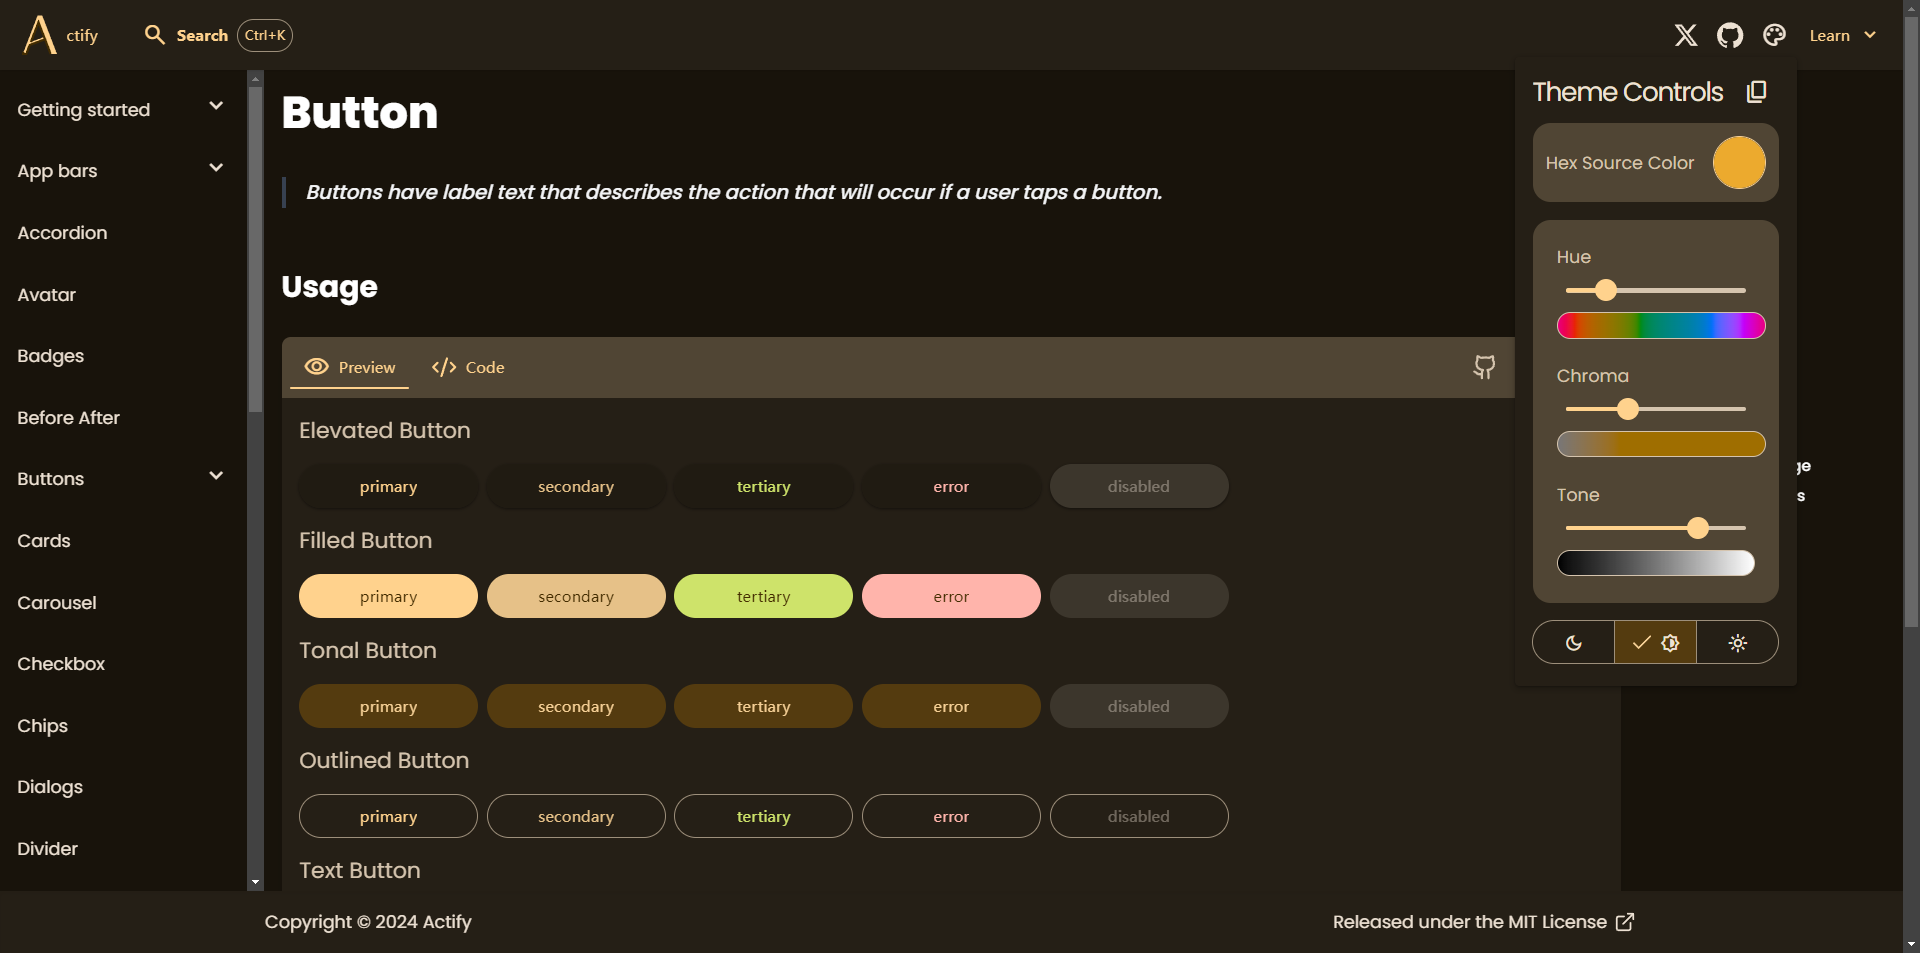 Actify
Search Ctrl+K
Learn
Getting started
App bars
Accordion
Avatar
Badges
Before After
Buttons
Cards
Carousel
Checkbox
Chips
Dialogs
Divider
Button
Buttons have label text that describes the action that will occur if a user taps a button.
Usage
Preview </> Code
Elevated Button
primary secondary tertiary error disabled
Filled Button
primary secondary tertiary error disabled
Tonal Button
primary secondary tertiary error disabled
Outlined Button
primary secondary tertiary error disabled
Text Button
Theme Controls
Hex Source Color
Hue
Chroma
Tone
Copyright © 2024 Actify
Released under the MIT License